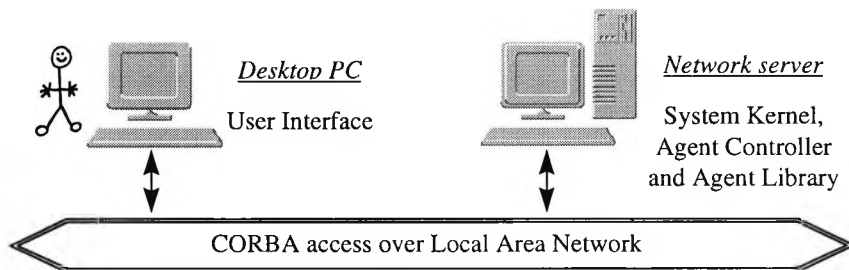 Desktop PC
User Interface
Network server
System Kernel,
Agent Controller
and Agent Library
CORBA access over Local Area Network